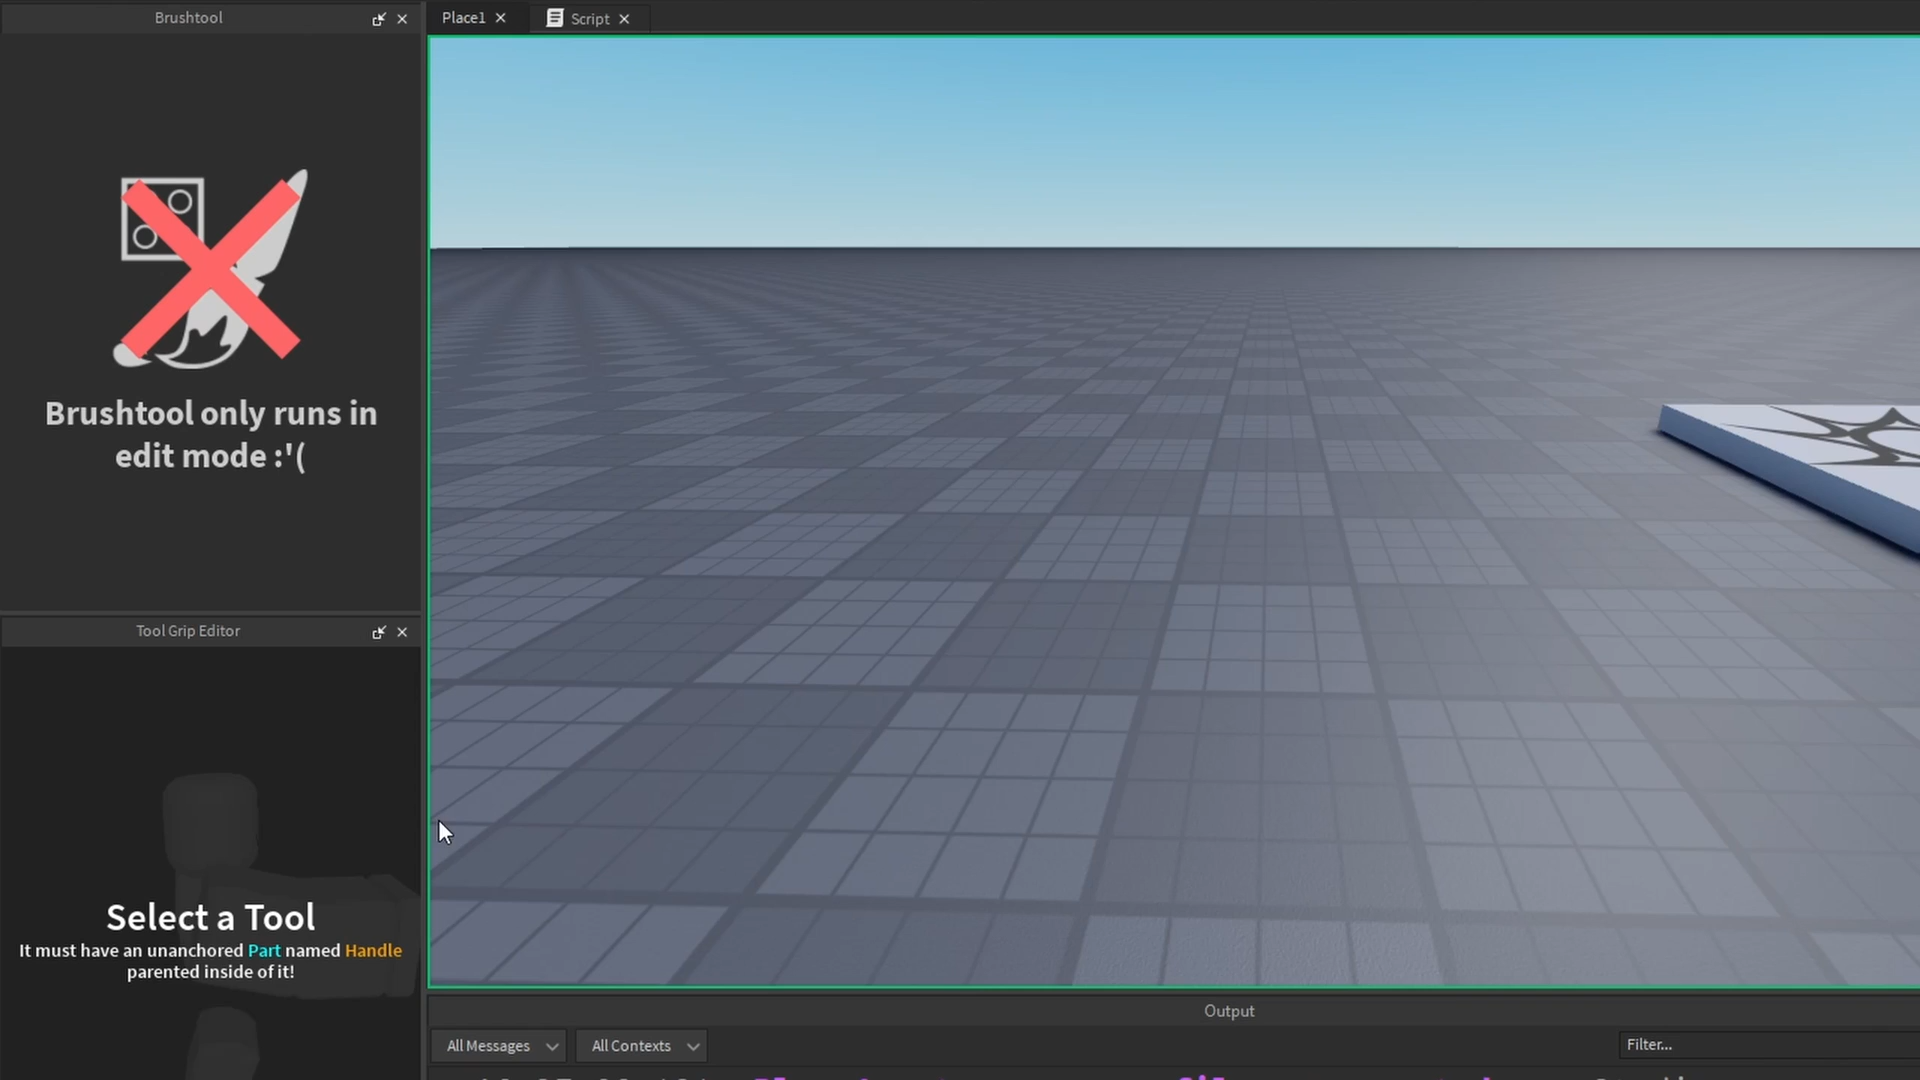 Brushtool
Place1
Script
Brushtool only runs in
edit mode :'(
Tool Grip Editor
Select a Tool
It must have an unanchored Part named Handle
parented inside of it!
Output
All Messages
All Contexts
Filter...